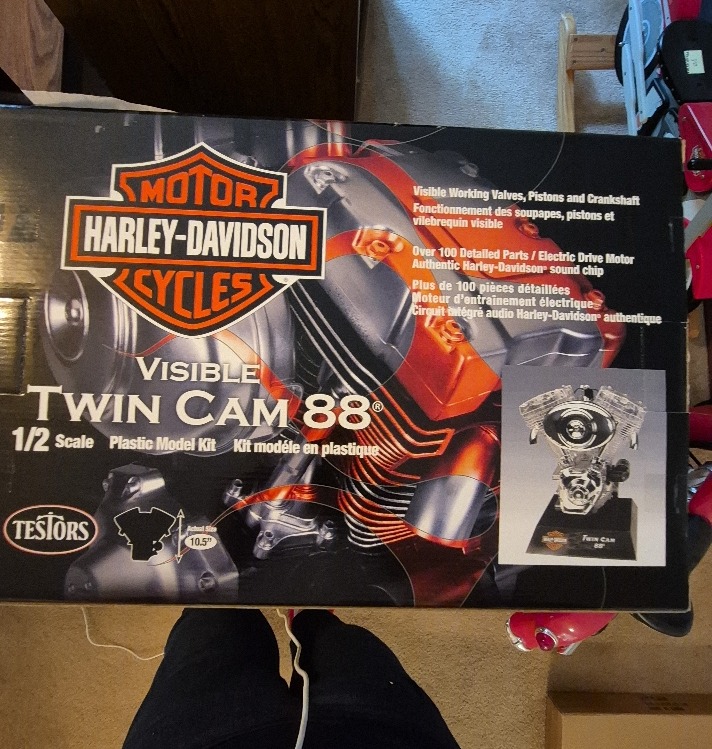 MOTOR
HARLEY-DAVIDSON
CYCLES
Visible Working Valves, Pistons and Crankshaft
Fonctionnement des soupapes, pistons et
vilebrequin visible
Over 100 Detailed Parts / Electric Drive Motor
Authentic Harley-Davidson® sound chip
Plus de 100 pièces détaillées
Moteur d'entraînement électrique
Circuit intégré audio Harley-Davidson® authentique
VISIBLE
TWIN CAM 88®
1/2 Scale Plastic Model Kit Kit modéle en plastique
TESTORS
Actual Size
10.5"
TWIN CAM
88®